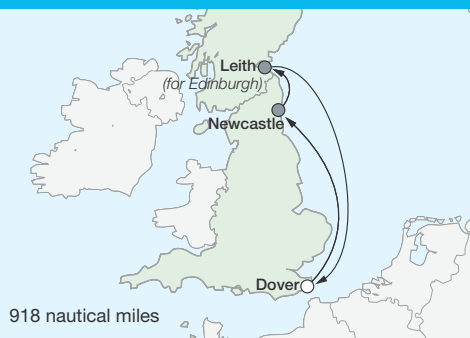 Leith
(for Edinburgh)
Newcastle
Dover
918 nautical miles